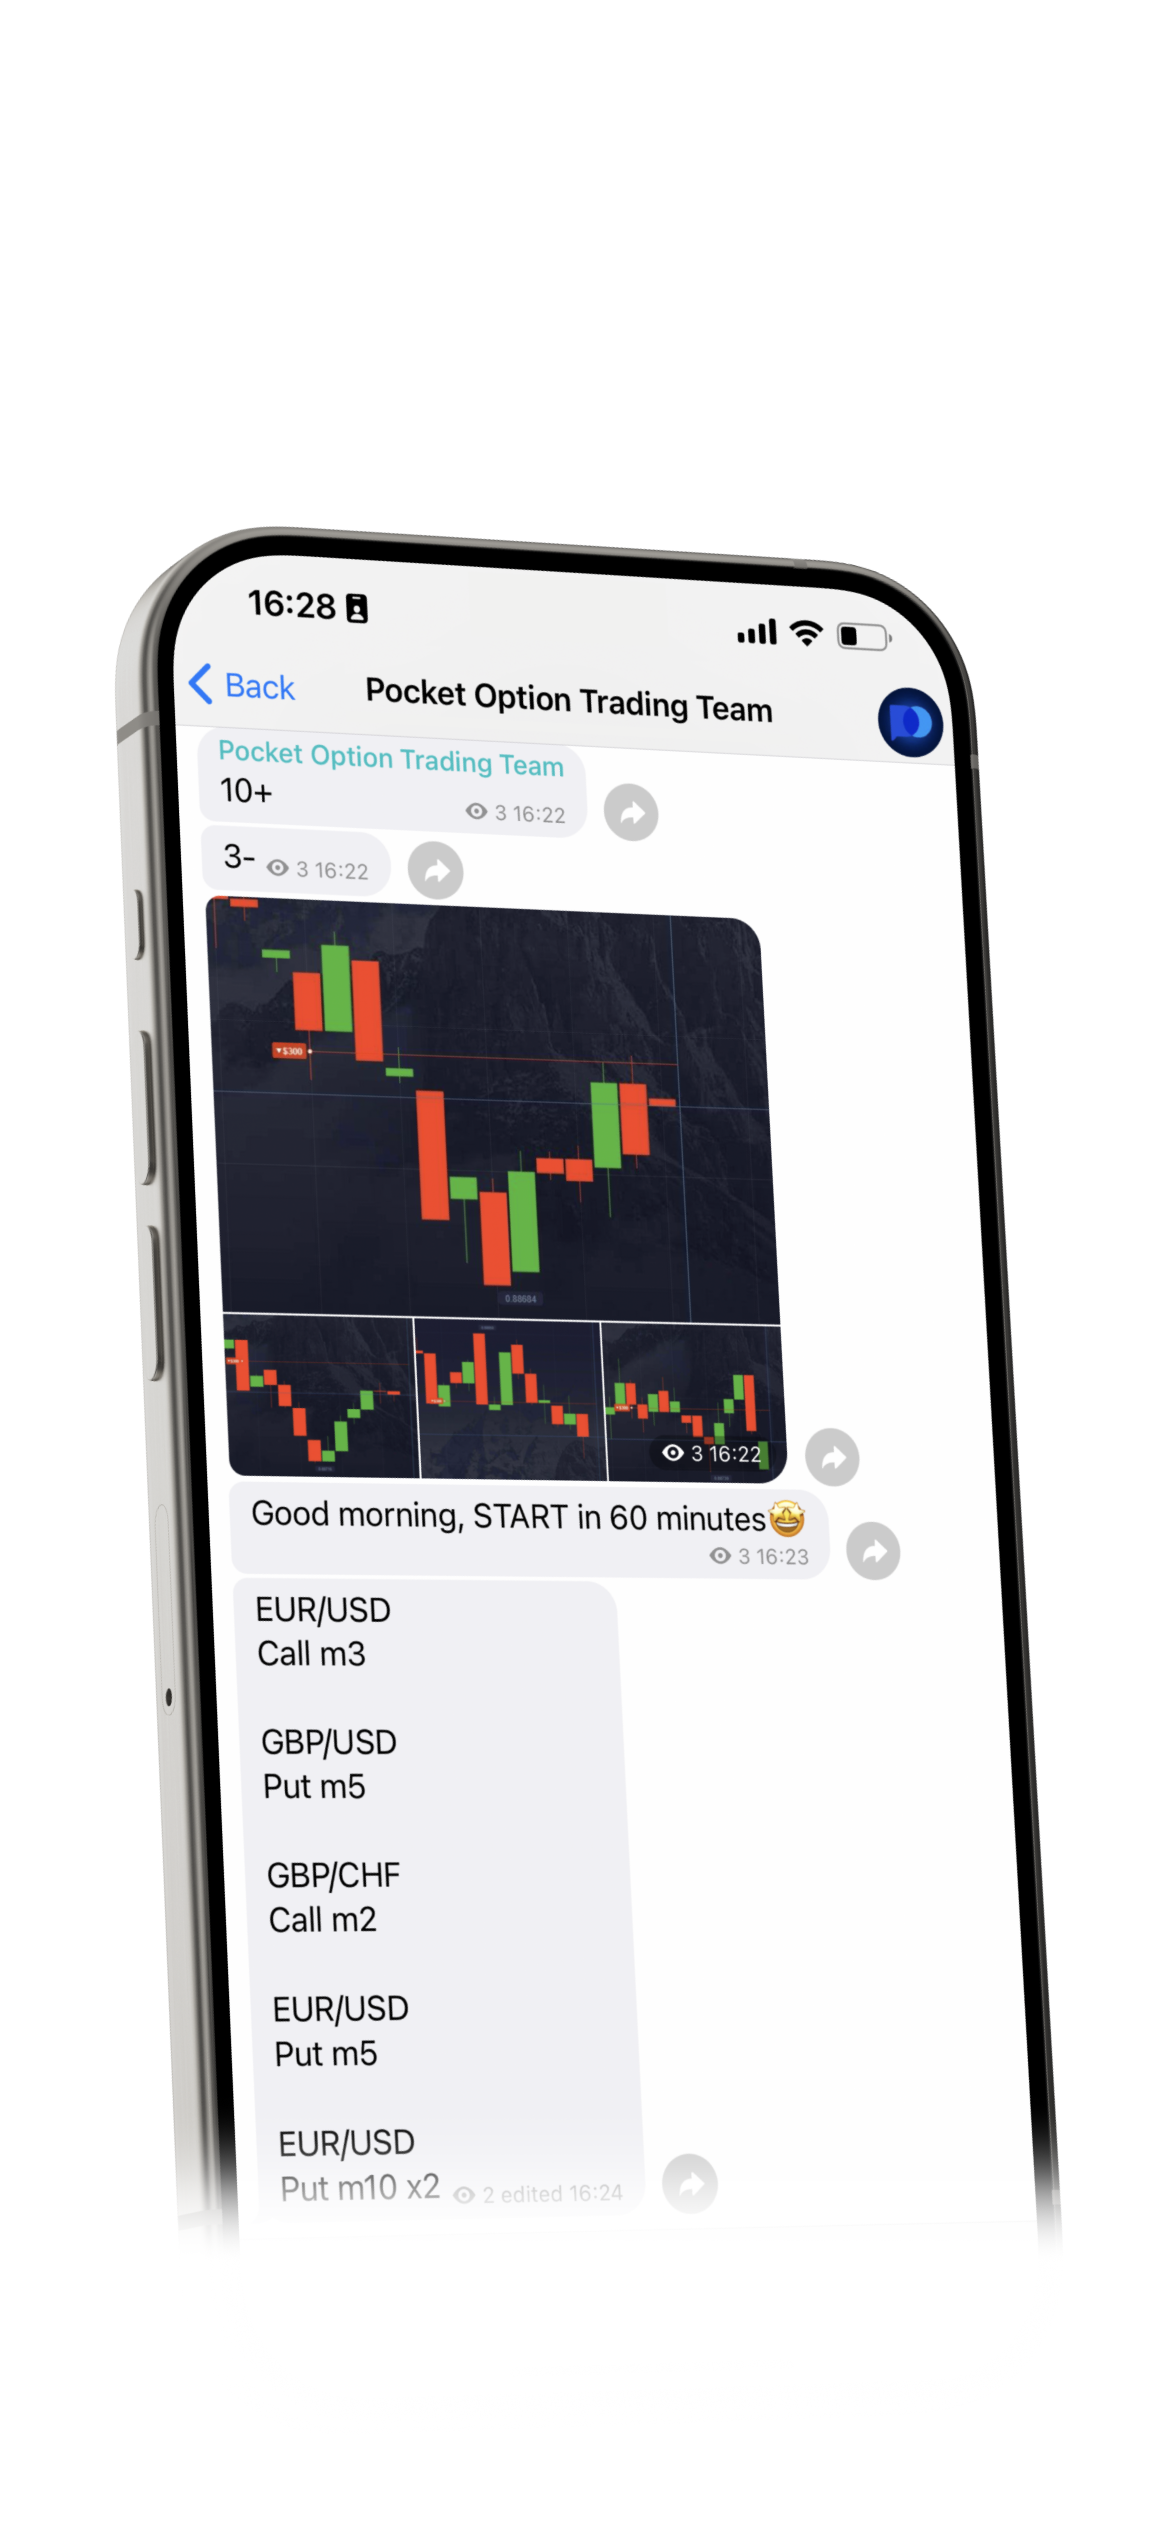 16:28
Back
Pocket Option Trading Team
Pocket Option Trading Team
10+
3 16:22
3- 3 16:22
▼$300
0.88684
3 16:22
Good morning, START in 60 minutes🤩
3 16:23
EUR/USD
Call m3
GBP/USD
Put m5
GBP/CHF
Call m2
EUR/USD
Put m5
EUR/USD
Put m10 x2 2 edited 16:24